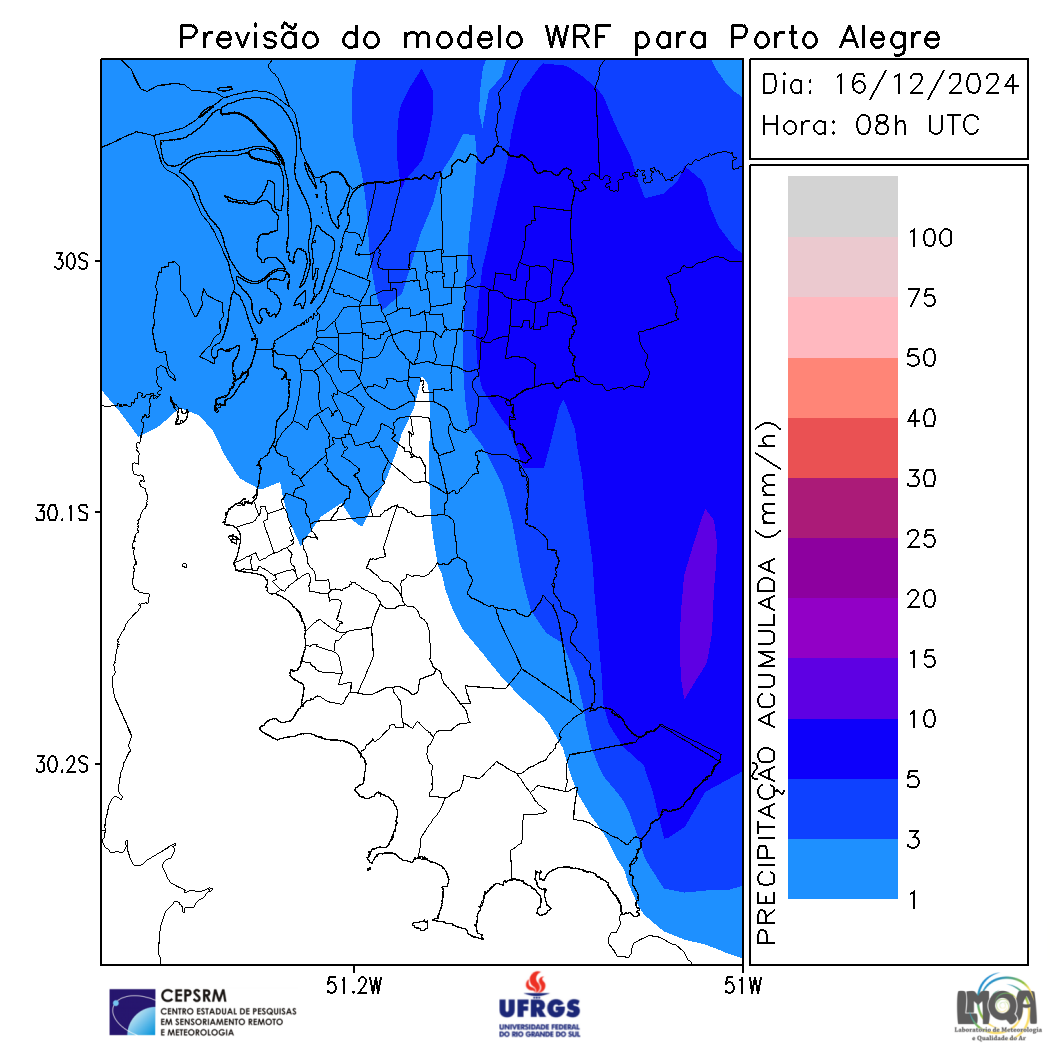 Previsão do modelo WRF para Porto Alegre
Dia: 16/12/2024
Hora: 08h UTC
30S
30.1S
30.2S
51.2W
51W
PRECIPITAÇÃO ACUMULADA (mm/h)
100
75
50
40
30
25
20
15
10
5
3
1
CEPSRM
CENTRO ESTADUAL DE PESQUISAS
EM SENSORIAMENTO REMOTO
E METEOROLOGIA
UFRGS
UNIVERSIDADE FEDERAL
DO RIO GRANDE DO SUL
LMQA
Laboratório de Meteorologia
e Qualidade do Ar